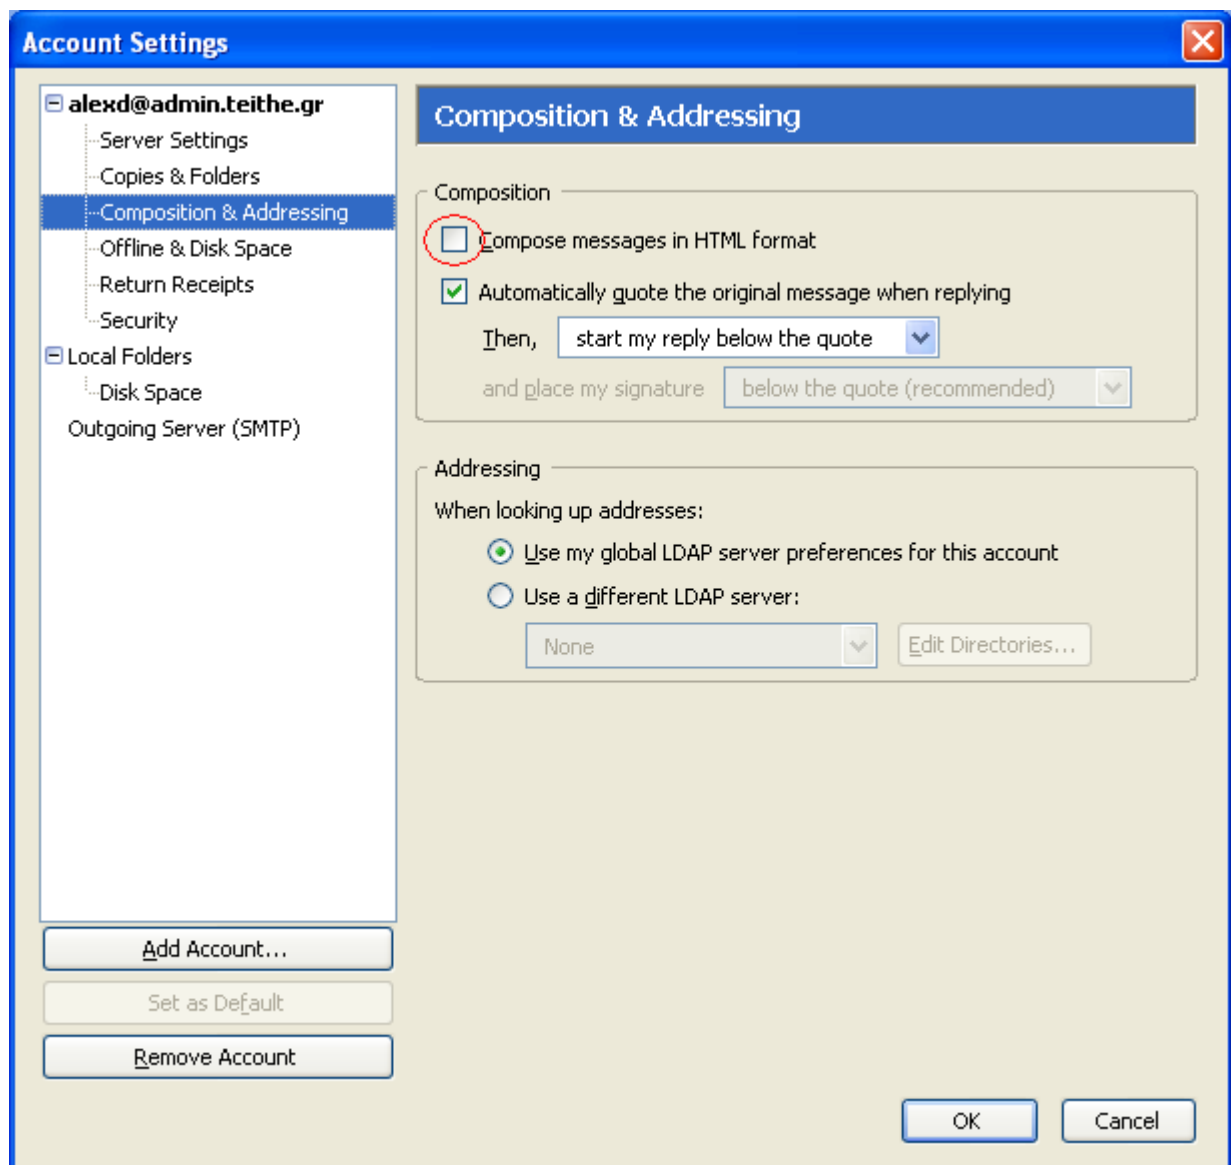 Account Settings
alexd@admin.teithe.gr
Server Settings
Copies & Folders
Composition & Addressing
Offline & Disk Space
Return Receipts
Security
Local Folders
Disk Space
Outgoing Server (SMTP)
Add Account...
Set as Default
Remove Account
Composition & Addressing
Composition
Compose messages in HTML format
Automatically quote the original message when replying
Then, start my reply below the quote
and place my signature below the quote (recommended)
Addressing
When looking up addresses:
Use my global LDAP server preferences for this account
Use a different LDAP server:
None Edit Directories...
OK Cancel